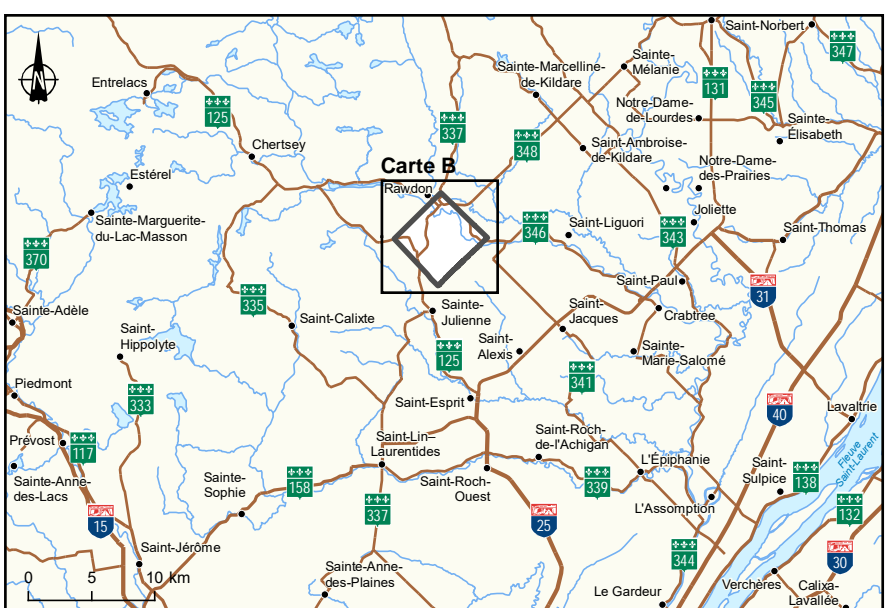 Saint-Norbert
347
N
Sainte-
Mélanie
Sainte-Marcelline-
de-Kildare
Entrelacs
131
345
125
Notre-Dame-
de-Lourdes
337
348
Sainte-
Élisabeth
Chertsey
Saint-Ambroise-
de-Kildare
Carte B
Notre-Dame-
des-Prairies
Estérel
Rawdon
Joliette
Sainte-Marguerite-
du-Lac-Masson
346
Saint-Liguori
343
Saint-Thomas
370
Saint-Paul
31
335
Sainte-Adèle
Sainte-
Julienne
Saint-
Jacques
Crabtree
Saint-Calixte
Saint-
Hippolyte
Saint-
Alexis
Sainte-
Marie-Salomé
125
341
Piedmont
333
Saint-Esprit
40
Lavaltrie
Prévost
117
Saint-Lin–
Laurentides
Saint-Roch-
de-l'Achigan
Fleuve
Saint-Laurent
L'Épiphanie
Sainte-Anne-
des-Lacs
Sainte-
Sophie
158
Saint-Roch-
Ouest
339
Saint-
Sulpice
138
15
337
25
L'Assomption
132
Saint-Jérôme
344
30
Sainte-Anne-
des-Plaines
0 5 10 km
Le Gardeur
Verchères
Calixa-
Lavallée